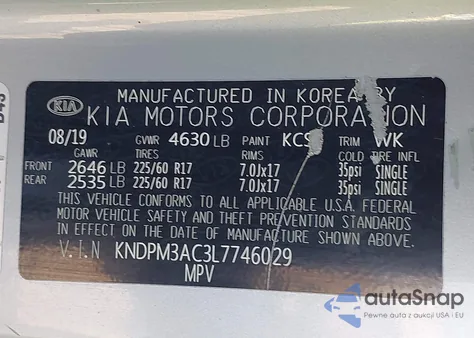 MANUFACTURED IN KOREA BY
KIA KIA MOTORS CORPORATION
08/19 GVWR 4630 LB PAINT KCS TRIM WK
GAWR TIRES RIMS COLD TIRE INFL
FRONT 2646 LB 225/60 R17 7.0Jx17 35psi SINGLE
REAR 2535 LB 225/60 R17 7.0Jx17 35psi SINGLE
THIS VEHICLE CONFORMS TO ALL APPLICABLE U.S.A. FEDERAL
MOTOR VEHICLE SAFETY AND THEFT PREVENTION STANDARDS
IN EFFECT ON THE DATE OF MANUFACTURE SHOWN ABOVE.
V.I.N KNDPM3AC3L7746029
MPV
autoSnap
Pewne auta z aukcji USA i EU